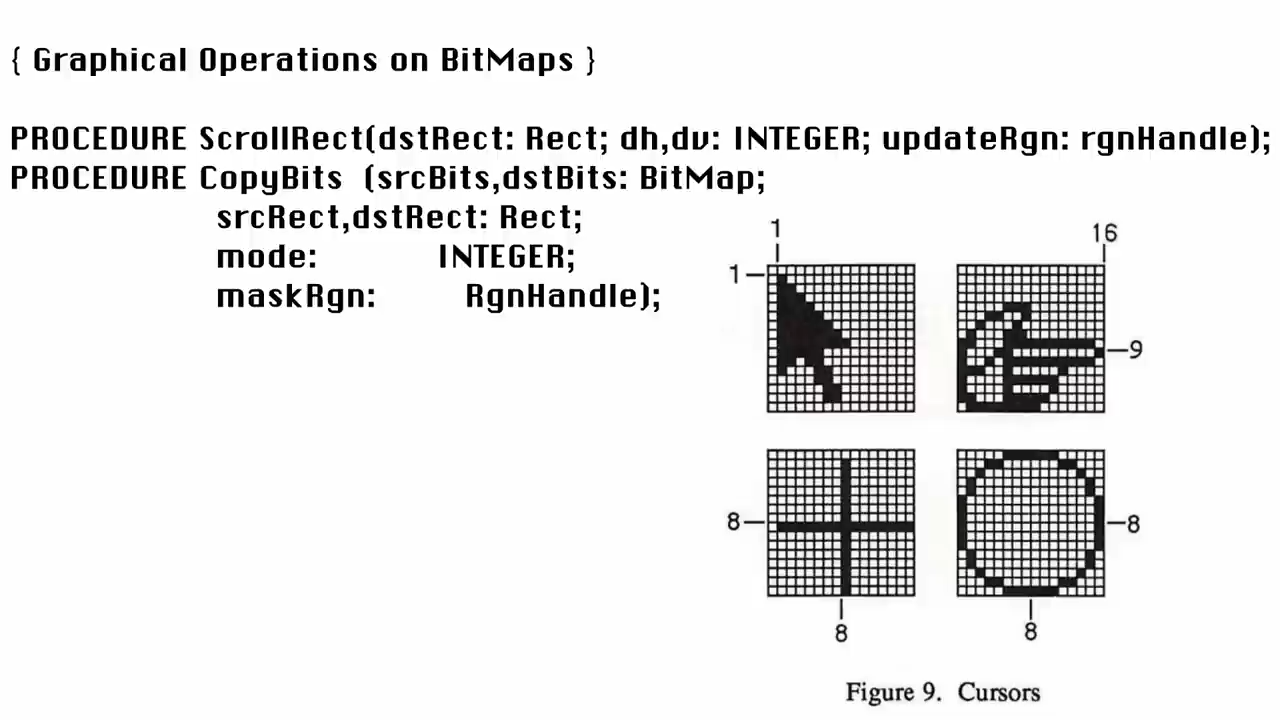 { Graphical Operations on BitMaps }
PROCEDURE ScrollRect(dstRect: Rect; dh,dv: INTEGER; updateRgn: rgnHandle);
PROCEDURE CopyBits (srcBits,dstBits: BitMap;
srcRect,dstRect: Rect;
mode: INTEGER;
maskRgn: RgnHandle);
1
16
1
9
8
8
8
8
Figure 9. Cursors